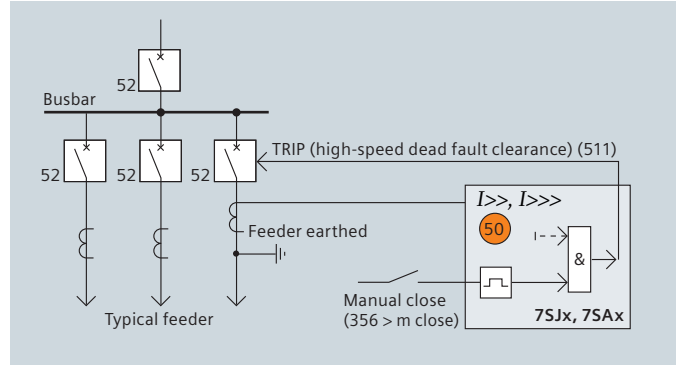 52
Busbar
52
52
52
TRIP (high-speed dead fault clearance) (511)
I>>, I>>>
50
Feeder earthed
&
Manual close
(356 > m close)
Typical feeder
7SJx, 7SAx